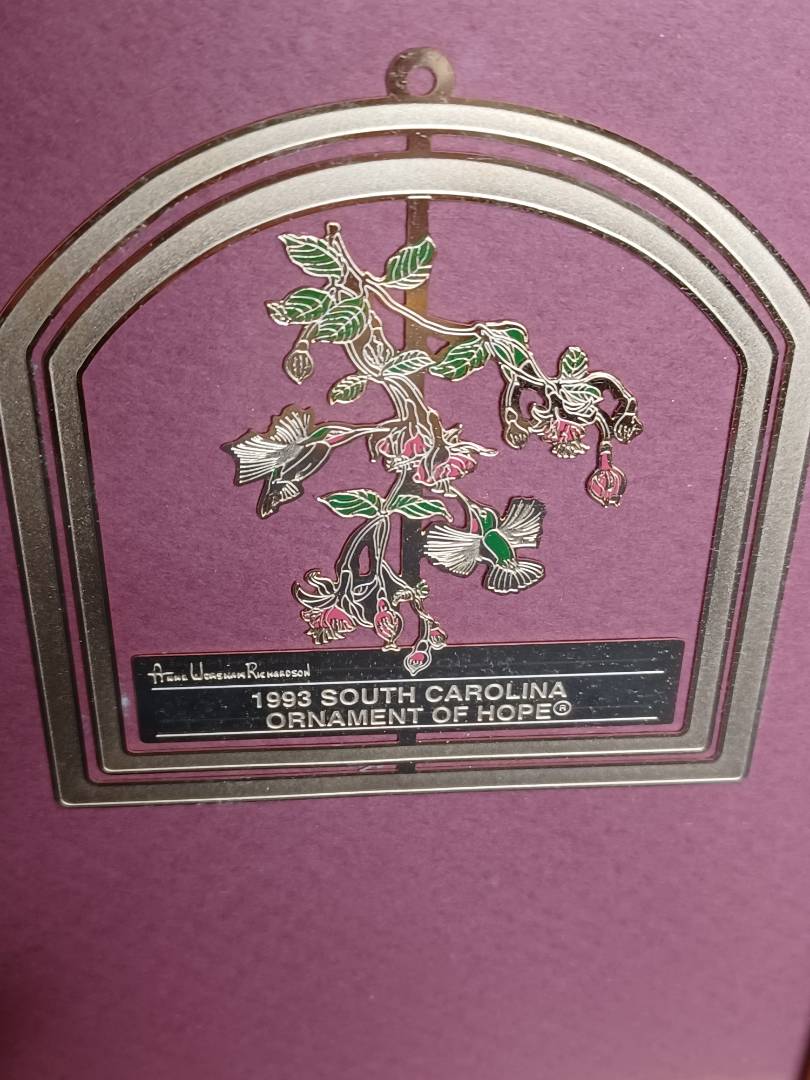 Anne Worsham Richardson
1993 SOUTH CAROLINA
ORNAMENT OF HOPE®